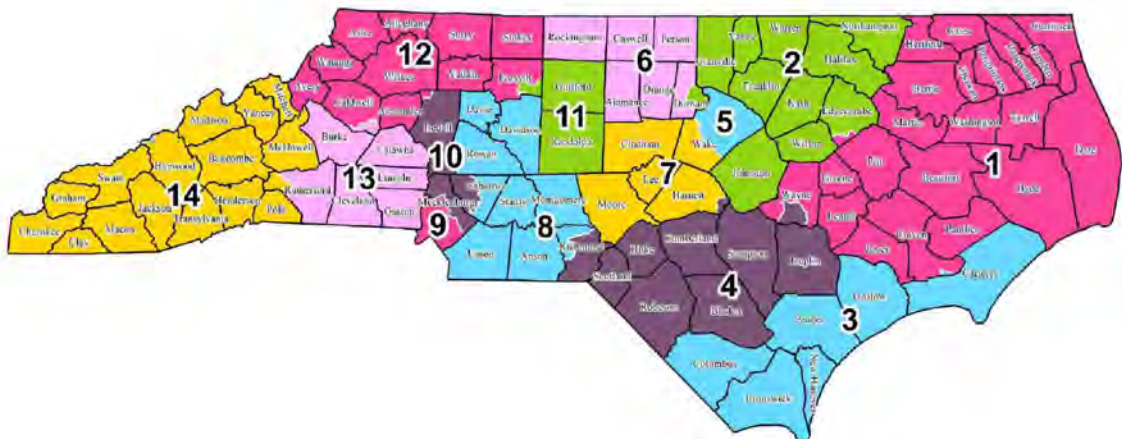 Alleghany
Ashe
Surry
Stokes
Rockingham
Caswell
Person
Vance
Warren
Northampton
Gates
Currituck
Hertford
Camden
Pasquotank
Perquimans
Chowan
12
6
2
Halifax
Granville
Watauga
Wilkes
Yadkin
Forsyth
Guilford
Orange
Durham
Franklin
Bertie
Avery
Mitchell
Caldwell
Alexander
Alamance
Nash
Edgecombe
Martin
Washington
Tyrrell
Dare
Yancey
Madison
Davie
Iredell
11
5
Burke
Davidson
Randolph
Chatham
Wake
Wilson
McDowell
Buncombe
Haywood
Catawba
10
Rowan
Pitt
Beaufort
1
Hyde
Swain
Lincoln
13
7
Lee
Johnston
Greene
Graham
14
Rutherford
Cleveland
Cabarrus
Stanly
Montgomery
Moore
Harnett
Wayne
Jackson
Henderson
Polk
Gaston
Mecklenburg
Lenoir
Craven
Pamlico
Cherokee
Macon
Transylvania
Clay
9
8
Richmond
Hoke
Cumberland
Sampson
Duplin
Jones
Carteret
Union
Anson
Scotland
4
Onslow
Robeson
Bladen
Pender
3
Columbus
New Hanover
Brunswick